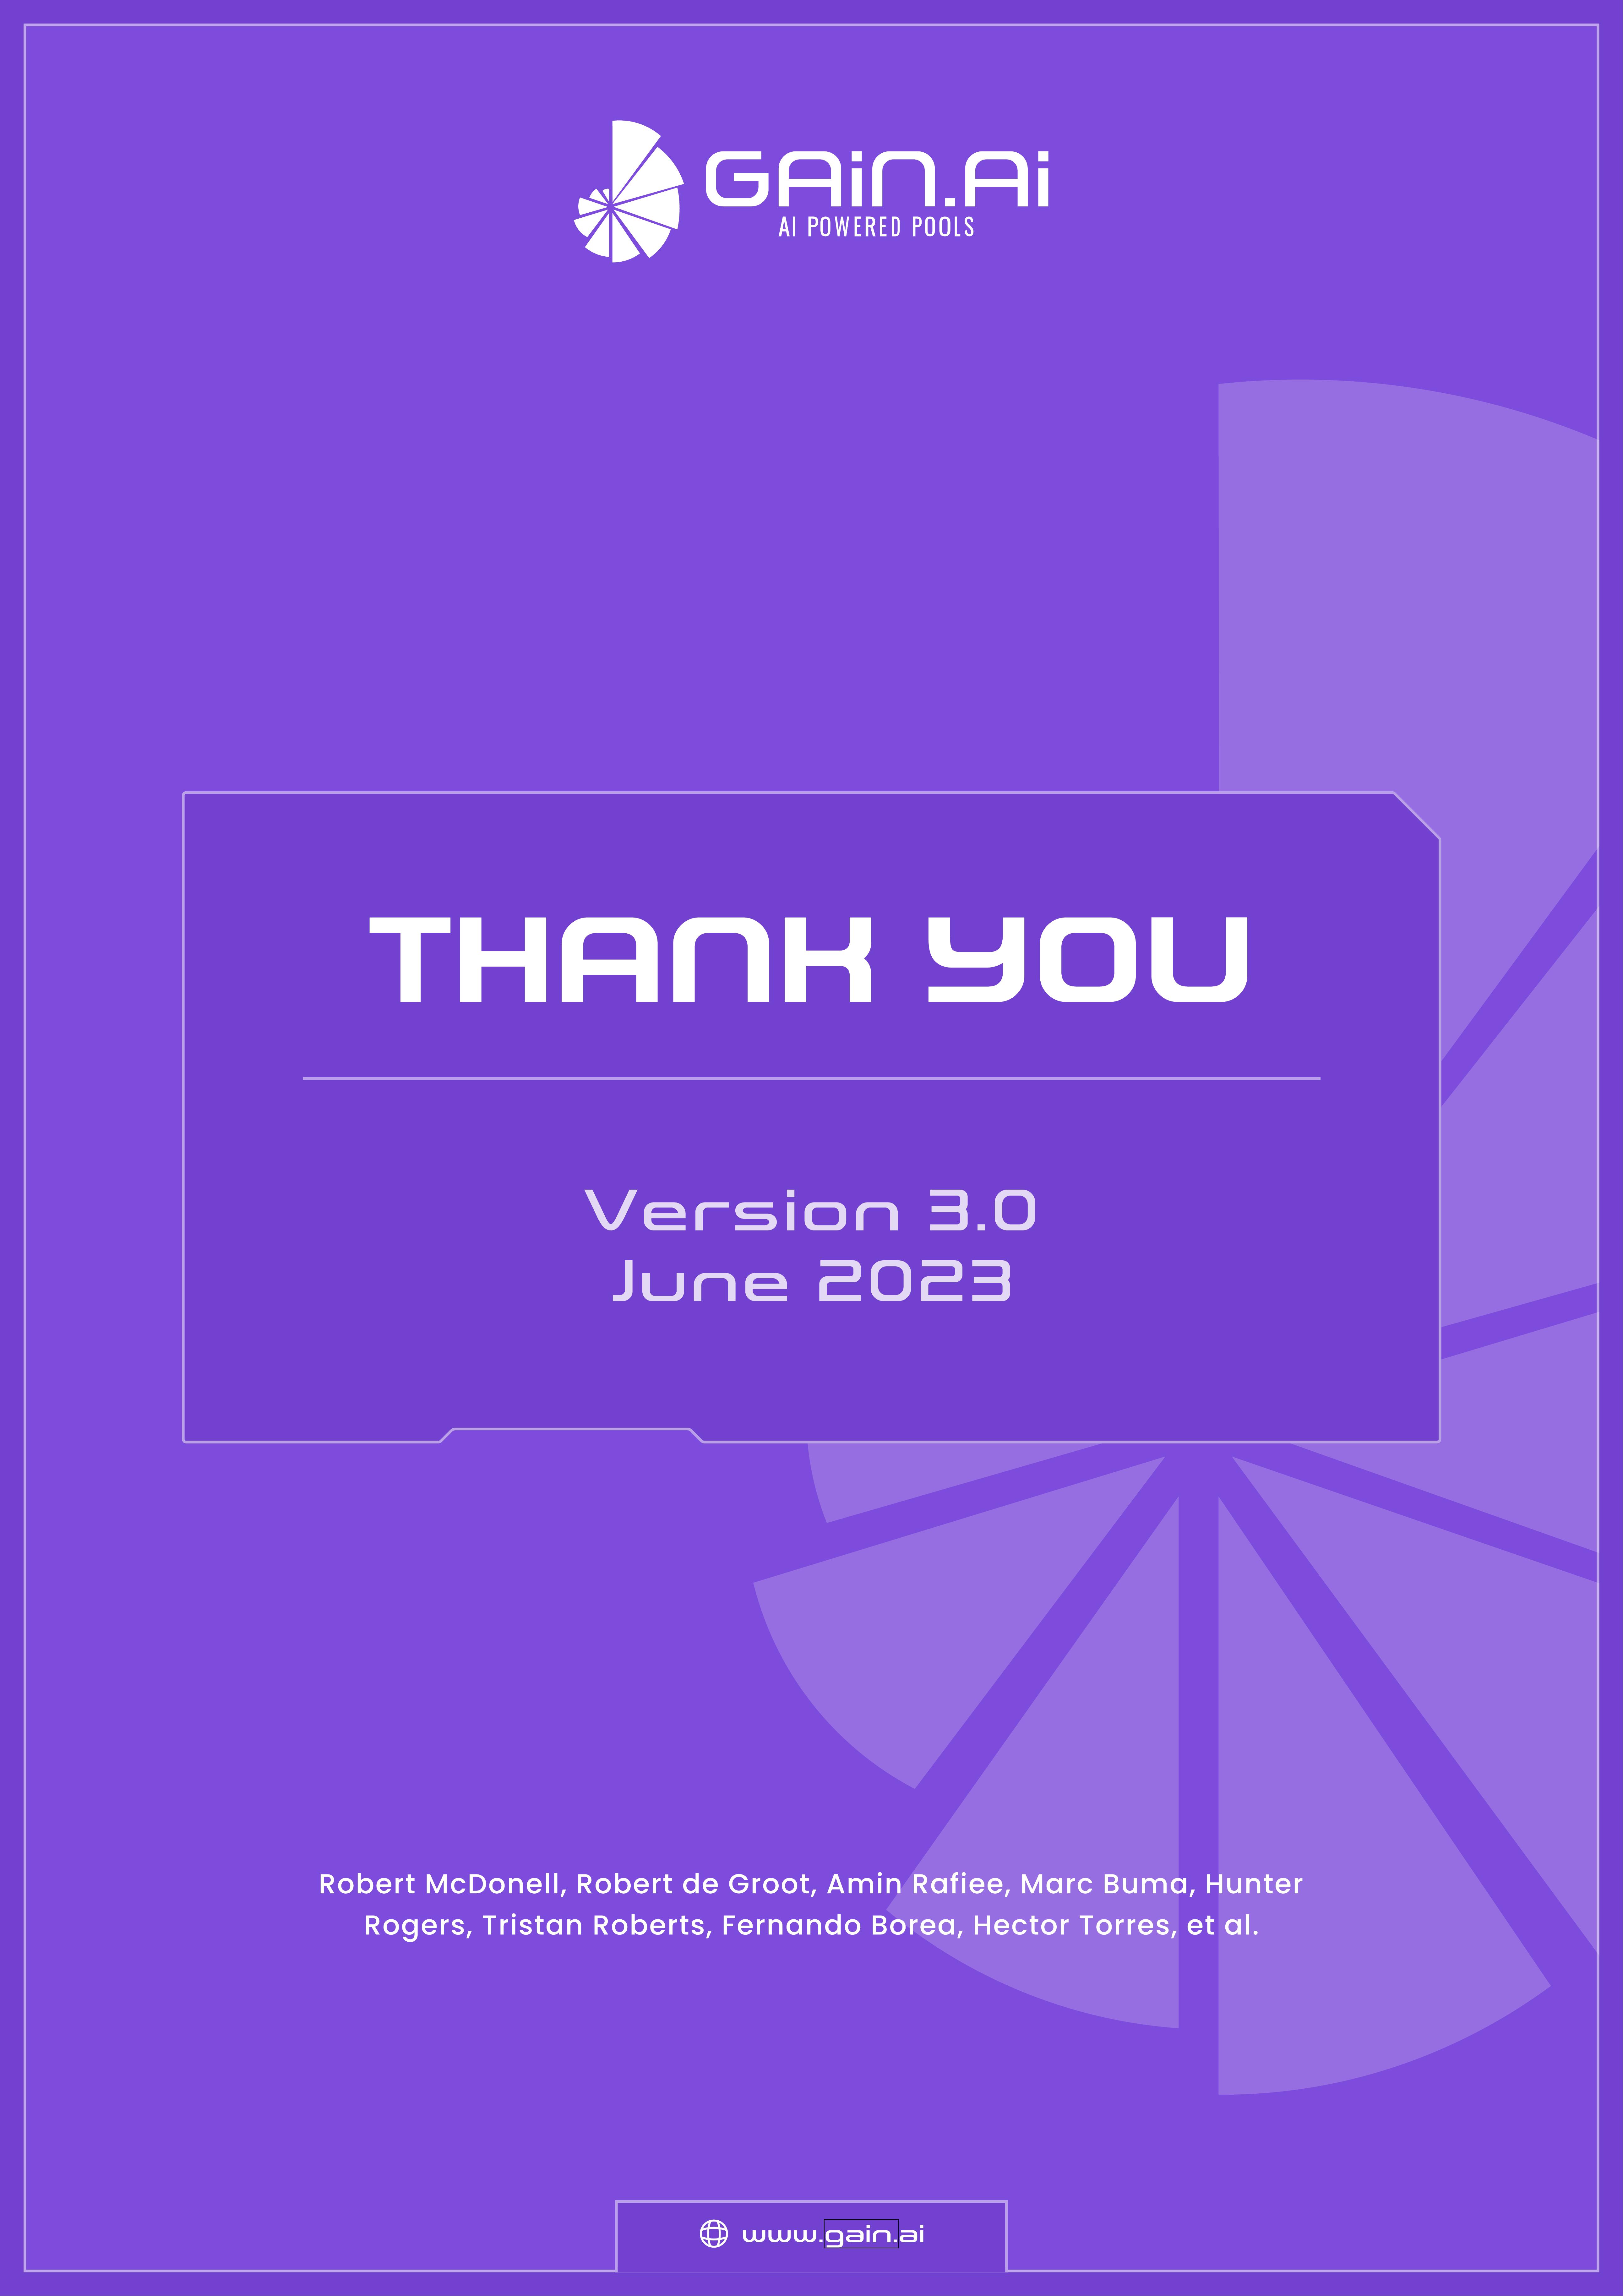 GAiN.Ai
AI POWERED POOLS
THANK YOU
Version 3.0
June 2023
Robert McDonell, Robert de Groot, Amin Rafiee, Marc Buma, Hunter
Rogers, Tristan Roberts, Fernando Borea, Hector Torres, et al.
www.gain.ai